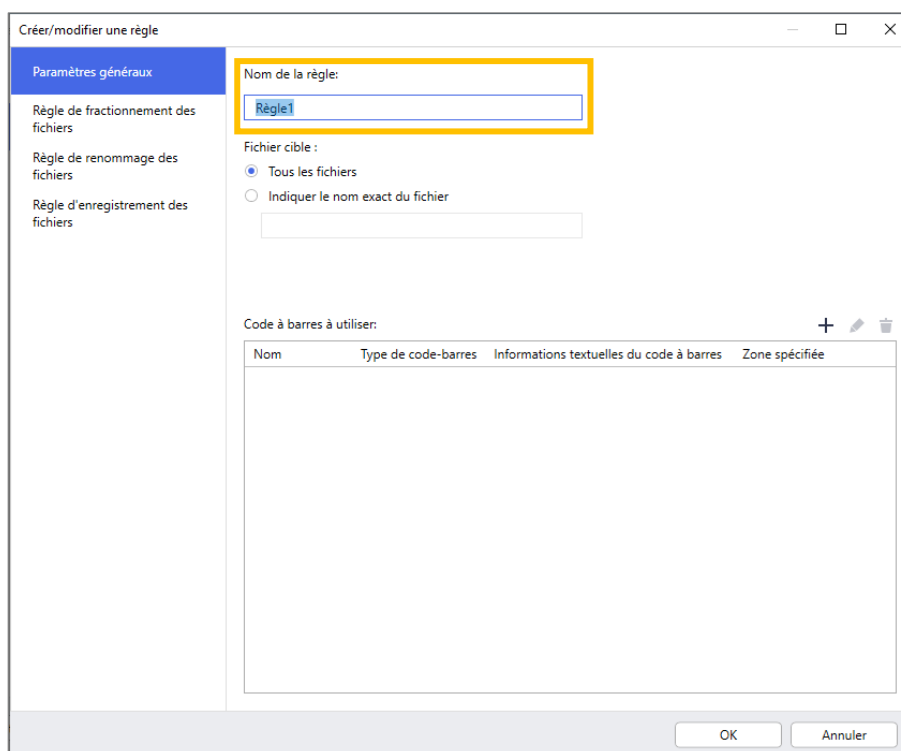 Créer/modifier une règle
Paramètres généraux
Règle de fractionnement des
fichiers
Règle de renommage des
fichiers
Règle d'enregistrement des
fichiers
Nom de la règle:
Règle1
Fichier cible :
Tous les fichiers
Indiquer le nom exact du fichier
Code à barres à utiliser:
Nom Type de code-barres Informations textuelles du code à barres Zone spécifiée
OK Annuler